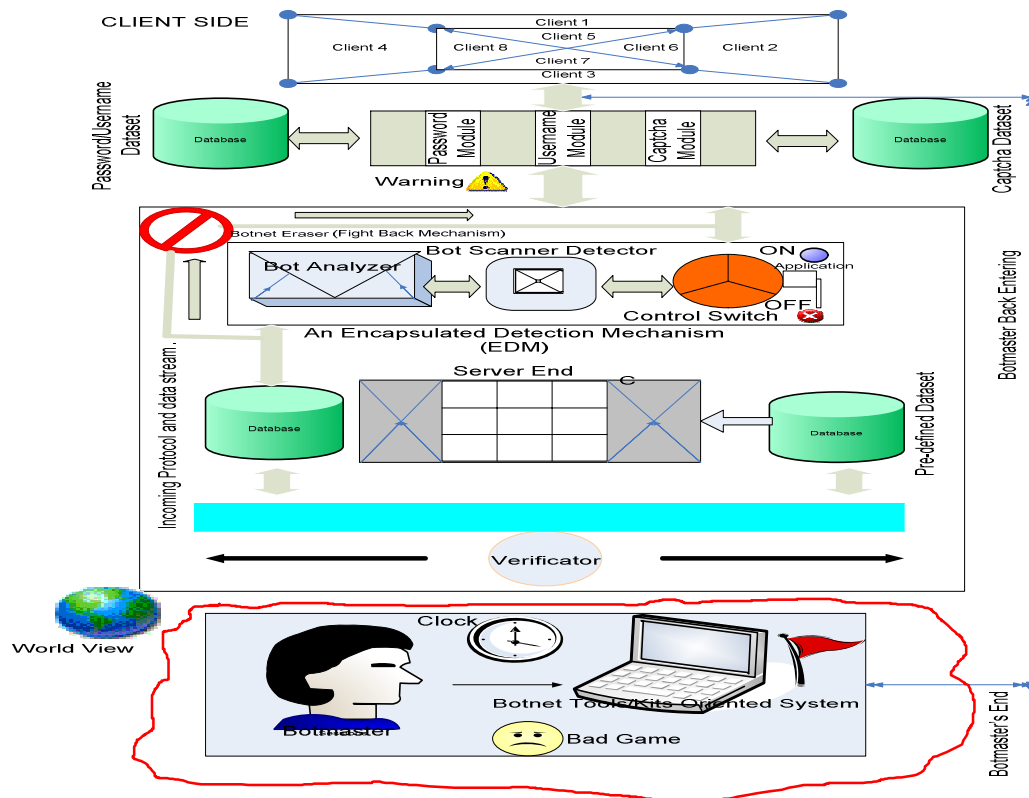 CLIENT SIDE
Client 1
Client 5
Client 4
Client 8
Client 6
Client 2
Client 7
Client 3
Password/Username
Dataset
Database
Password
Module
Username
Module
Captcha
Module
Database
Captcha Dataset
Warning
Botnet Eraser (Fight Back Mechanism)
Bot Scanner Detector
Bot Analyzer
ON
Application
OFF
Control Switch
An Encapsulated Detection Mechanism
(EDM)
Botmaster Back Entering
Server End
C
Incoming Protocol and data stream.
Database
Database
Pre-defined Dataset
Verificator
World View
Clock
Botnet Tools/Kits Oriented System
Botmaster
Bad Game
Botmaster's End